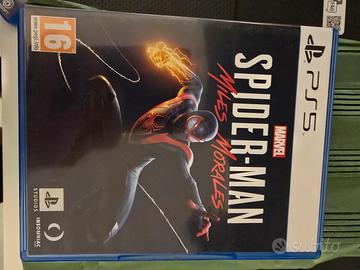 PS5
MARVEL
SPIDER-MAN
MILES MORALES
16
www.pegi.info
STUDIOS
INSOMNIAC
subito